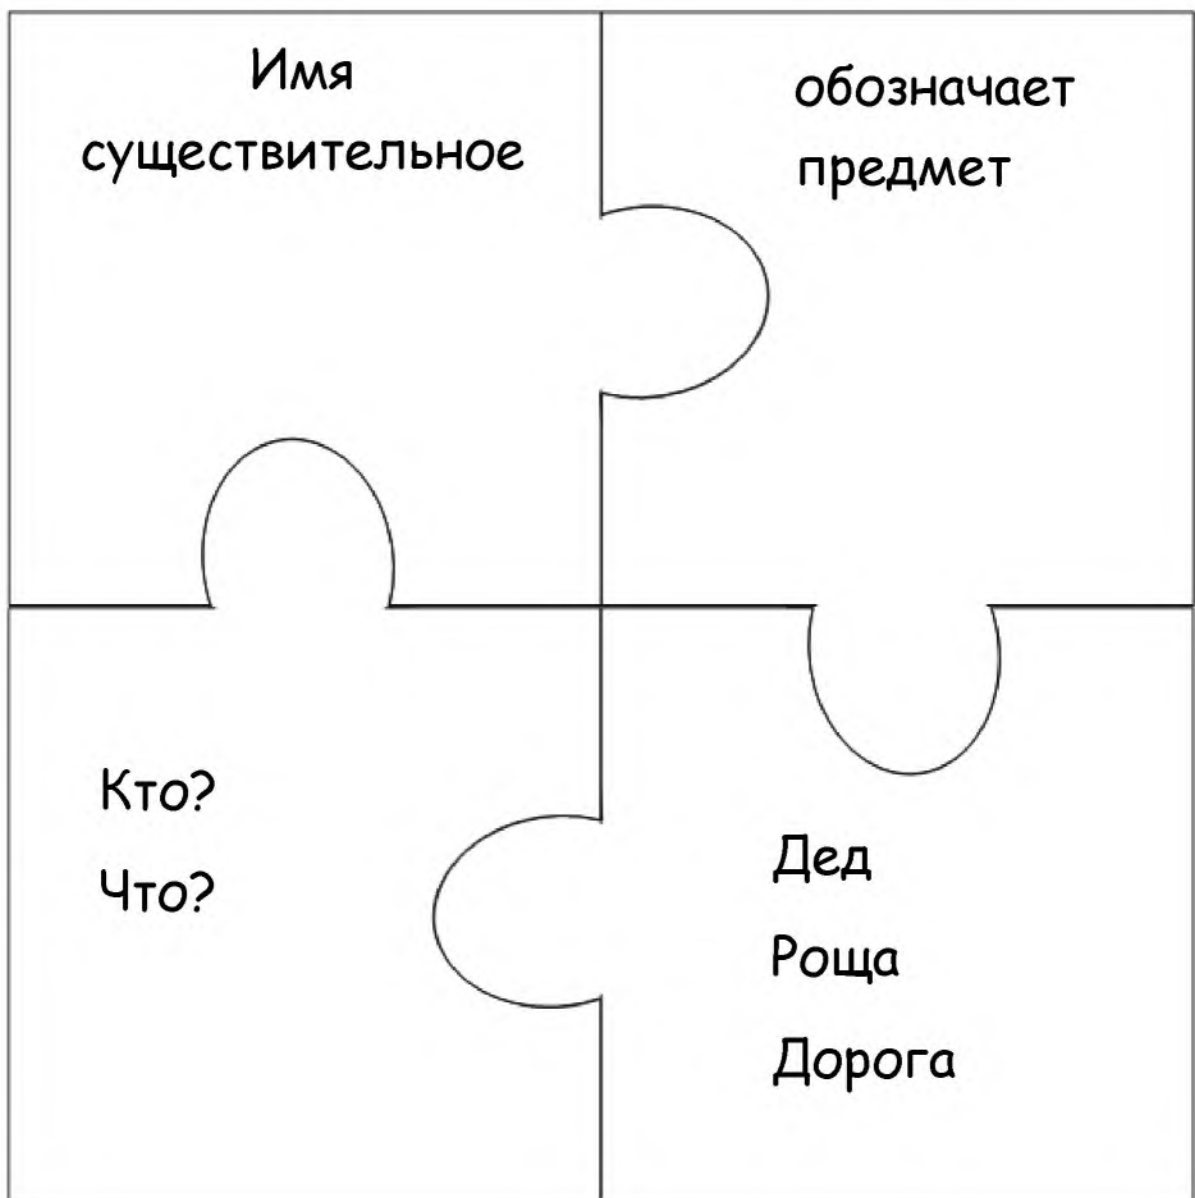 Имя
существительное
обозначает
предмет
Кто?
Что?
Дед
Роща
Дорога